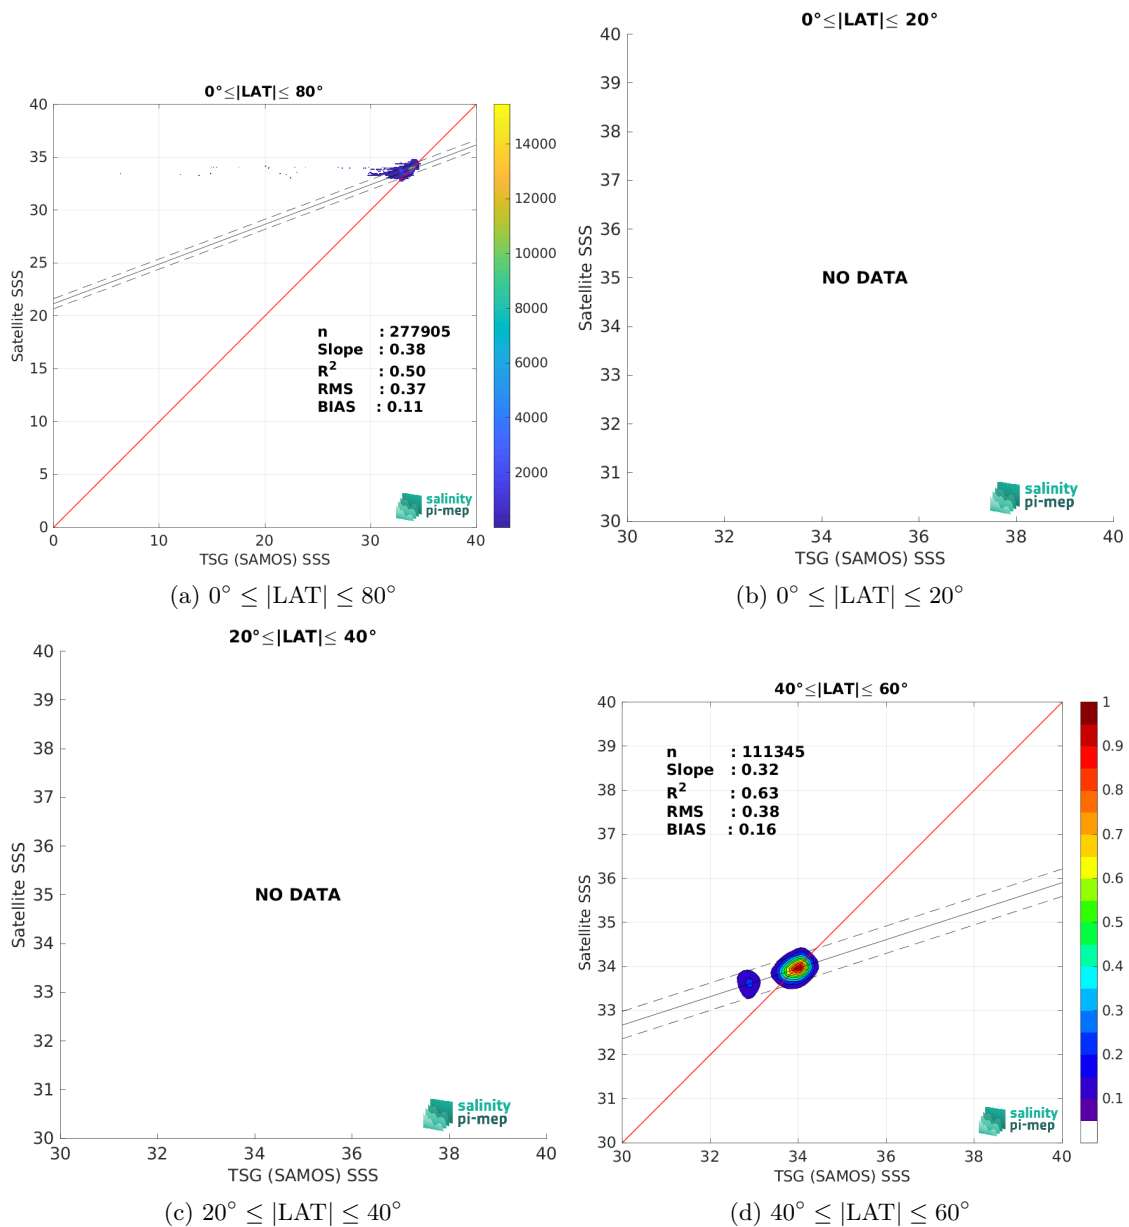 0°≤|LAT|≤ 80°
40
35
30
25
20
15
10
5
0
Satellite SSS
n : 277905
Slope : 0.38
R² : 0.50
RMS : 0.37
BIAS : 0.11
salinity
pi-mep
0 10 20 30 40
TSG (SAMOS) SSS
14000
12000
10000
8000
6000
4000
2000
(a) 0° ≤ |LAT| ≤ 80°
0°≤|LAT|≤ 20°
40
39
38
37
36
35
34
33
32
31
30
Satellite SSS
NO DATA
salinity
pi-mep
30 32 34 36 38 40
TSG (SAMOS) SSS
(b) 0° ≤ |LAT| ≤ 20°
20°≤|LAT|≤ 40°
40
39
38
37
36
35
34
33
32
31
30
Satellite SSS
NO DATA
salinity
pi-mep
30 32 34 36 38 40
TSG (SAMOS) SSS
(c) 20° ≤ |LAT| ≤ 40°
40°≤|LAT|≤ 60°
40
39
38
37
36
35
34
33
32
31
30
Satellite SSS
n : 111345
Slope : 0.32
R² : 0.63
RMS : 0.38
BIAS : 0.16
salinity
pi-mep
30 32 34 36 38 40
TSG (SAMOS) SSS
1
0.9
0.8
0.7
0.6
0.5
0.4
0.3
0.2
0.1
(d) 40° ≤ |LAT| ≤ 60°